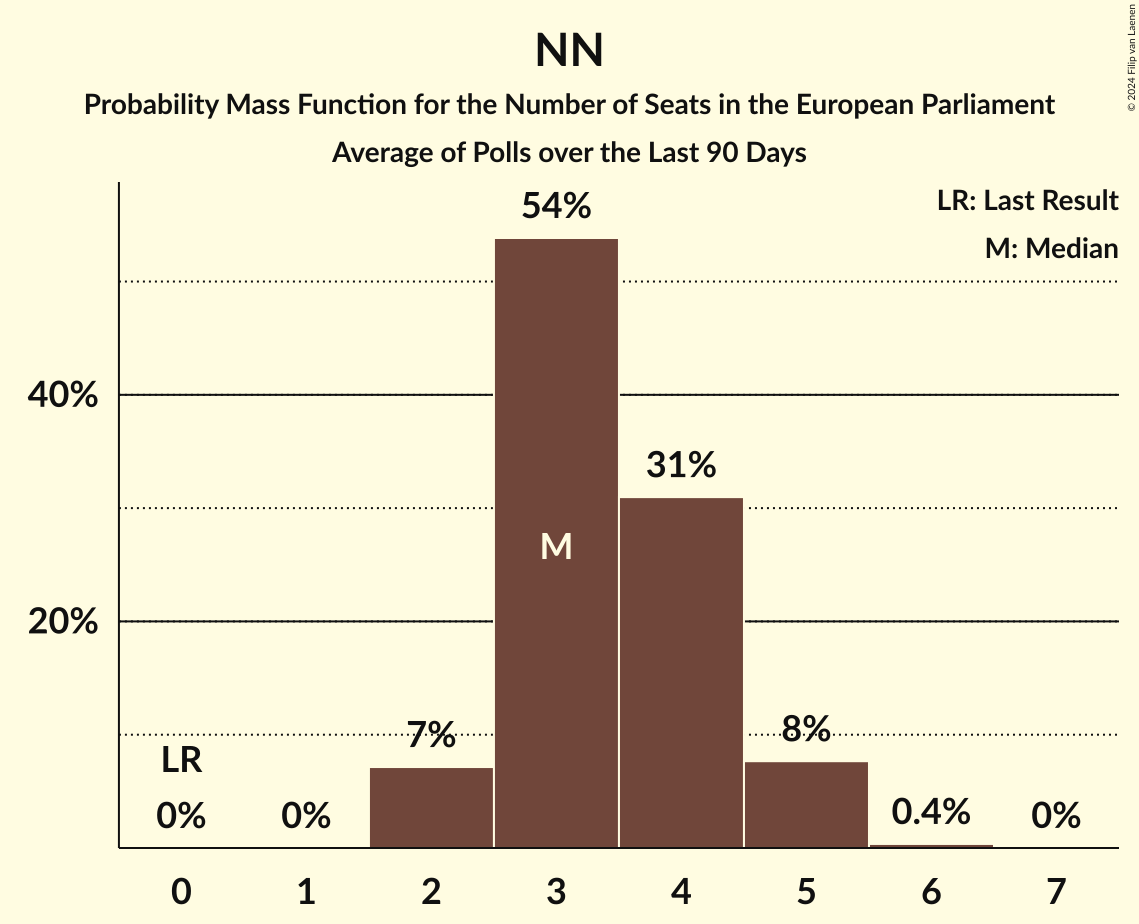 NN
Probability Mass Function for the Number of Seats in the European Parliament
Average of Polls over the Last 90 Days
© 2024 Filip van Laenen
LR: Last Result
M: Median
54%
40%
31%
M
20%
7%
8%
LR
0%
0%
0.4%
0%
0 1 2 3 4 5 6 7